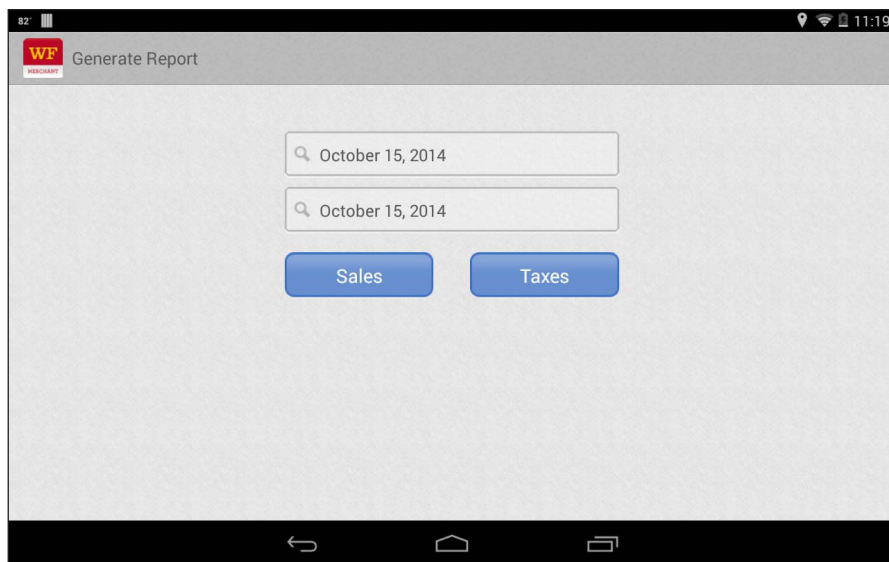 82°
11:19
WF
MERCHANT
Generate Report
October 15, 2014
October 15, 2014
Sales
Taxes